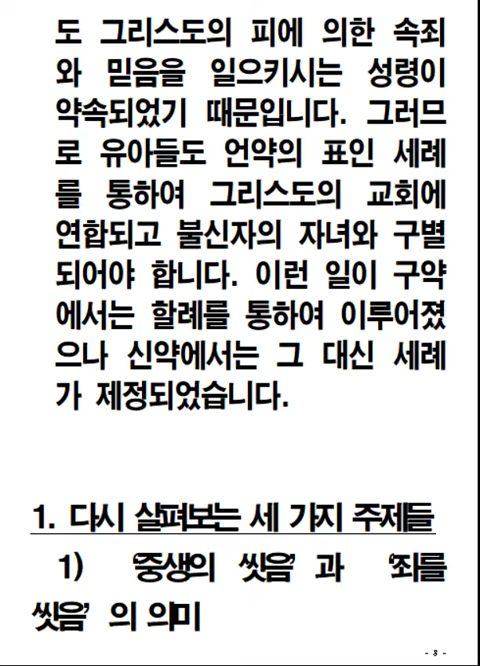 도 그리스도의 피에 의한 속죄
와 믿음을 일으키시는 성령이
약속되었기 때문입니다. 그러므
로 유아들도 언약의 표인 세례
를 통하여 그리스도의 교회에
연합되고 불신자의 자녀와 구별
되어야 합니다. 이런 일이 구약
에서는 할례를 통하여 이루어졌
으나 신약에서는 그 대신 세례
가 제정되었습니다.
1. 다시 살펴보는 세 가지 주제들
1) ‘중생의 씻음’ 과 ‘죄를
씻음’ 의 의미
- 8 -